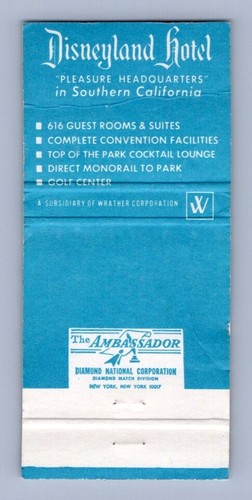 Disneyland Hotel
"PLEASURE HEADQUARTERS"
in Southern California
■ 616 GUEST ROOMS & SUITES
■ COMPLETE CONVENTION FACILITIES
■ TOP OF THE PARK COCKTAIL LOUNGE
■ DIRECT MONORAIL TO PARK
■ GOLF CENTER
A SUBSIDIARY OF WRATHER CORPORATION
W
The AMBASSADOR
DIAMOND NATIONAL CORPORATION
DIAMOND MATCH DIVISION
NEW YORK, NEW YORK 10017